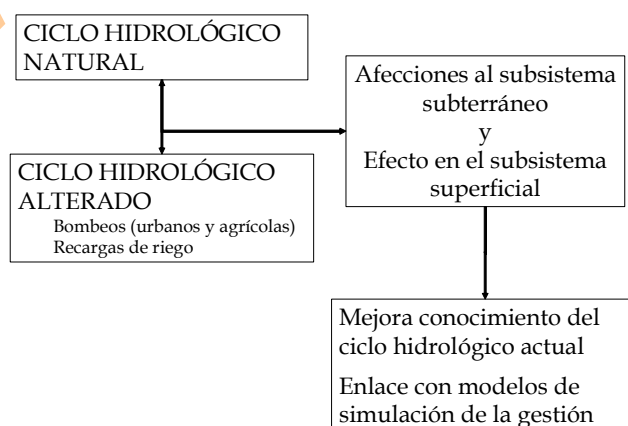 CICLO HIDROLÓGICO
NATURAL
Afecciones al subsistema
subterráneo
y
Efecto en el subsistema
superficial
CICLO HIDROLÓGICO
ALTERADO
Bombeos (urbanos y agrícolas)
Recargas de riego
Mejora conocimiento del
ciclo hidrológico actual
Enlace con modelos de
simulación de la gestión